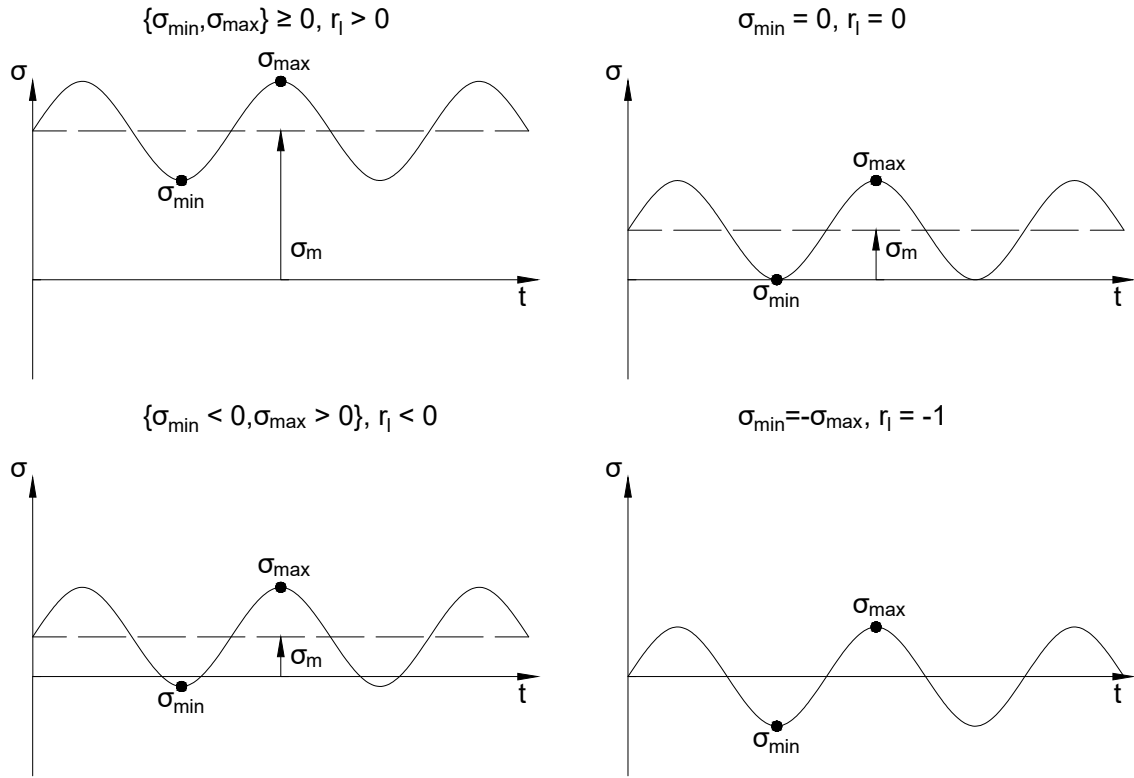 {σmin,σmax} ≥ 0, rl > 0
σ
σmax
σmin
σm
t
σmin = 0, rl = 0
σ
σmax
σm
σmin
t
{σmin < 0,σmax > 0}, rl < 0
σ
σmax
σm
σmin
t
σmin=-σmax, rl = -1
σ
σmax
σmin
t